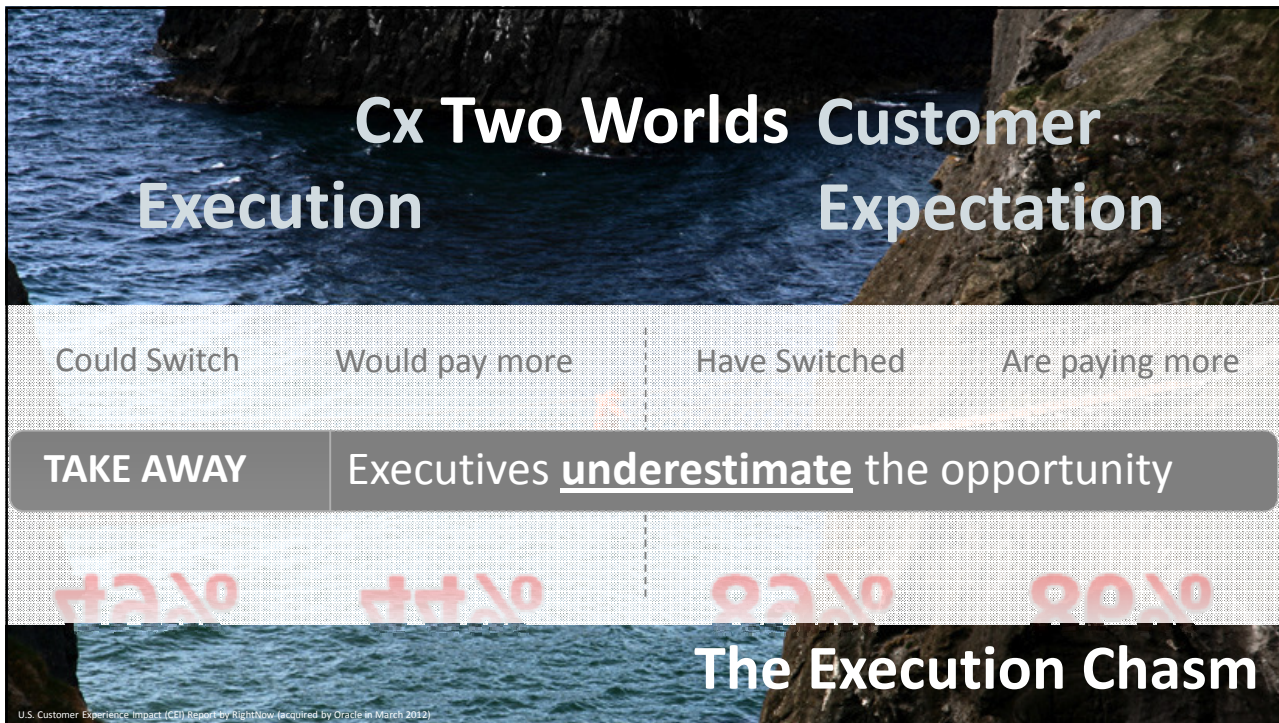 Cx Two Worlds Customer
Execution Expectation
Could Switch Would pay more Have Switched Are paying more
TAKE AWAY Executives underestimate the opportunity
The Execution Chasm
U.S. Customer Experience Impact (CEI) Report by RightNow (acquired by Oracle in March 2012)